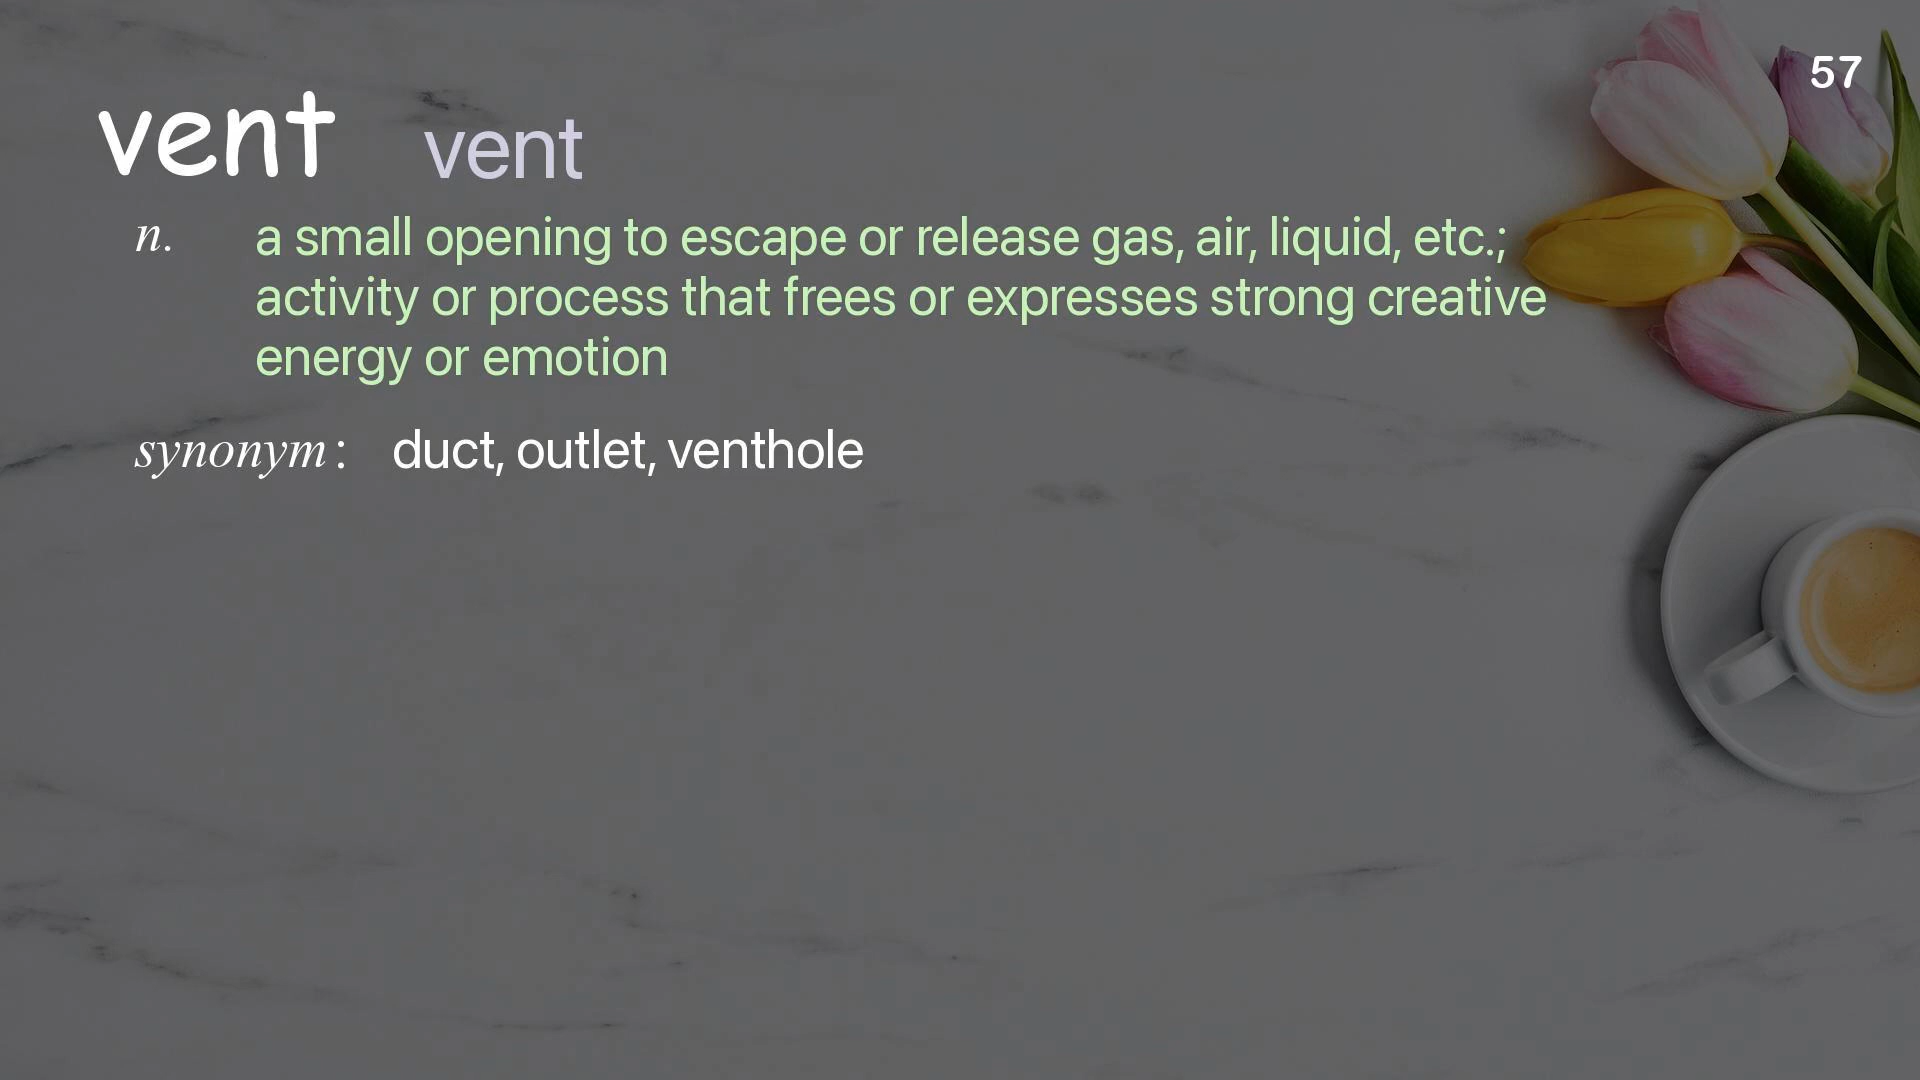 57
vent vent
n. a small opening to escape or release gas, air, liquid, etc.;
activity or process that frees or expresses strong creative
energy or emotion
synonym : duct, outlet, venthole